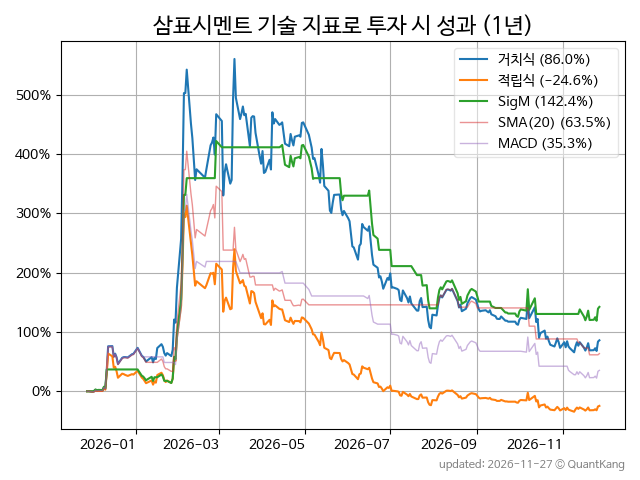 삼표시멘트 기술 지표로 투자 시 성과 (1년)
거치식 (86.0%)
적립식 (−24.6%)
SigM (142.4%)
SMA(20) (63.5%)
MACD (35.3%)
500%
400%
300%
200%
100%
0%
2026-01
2026-03
2026-05
2026-07
2026-09
2026-11
updated: 2026-11-27 © QuantKang